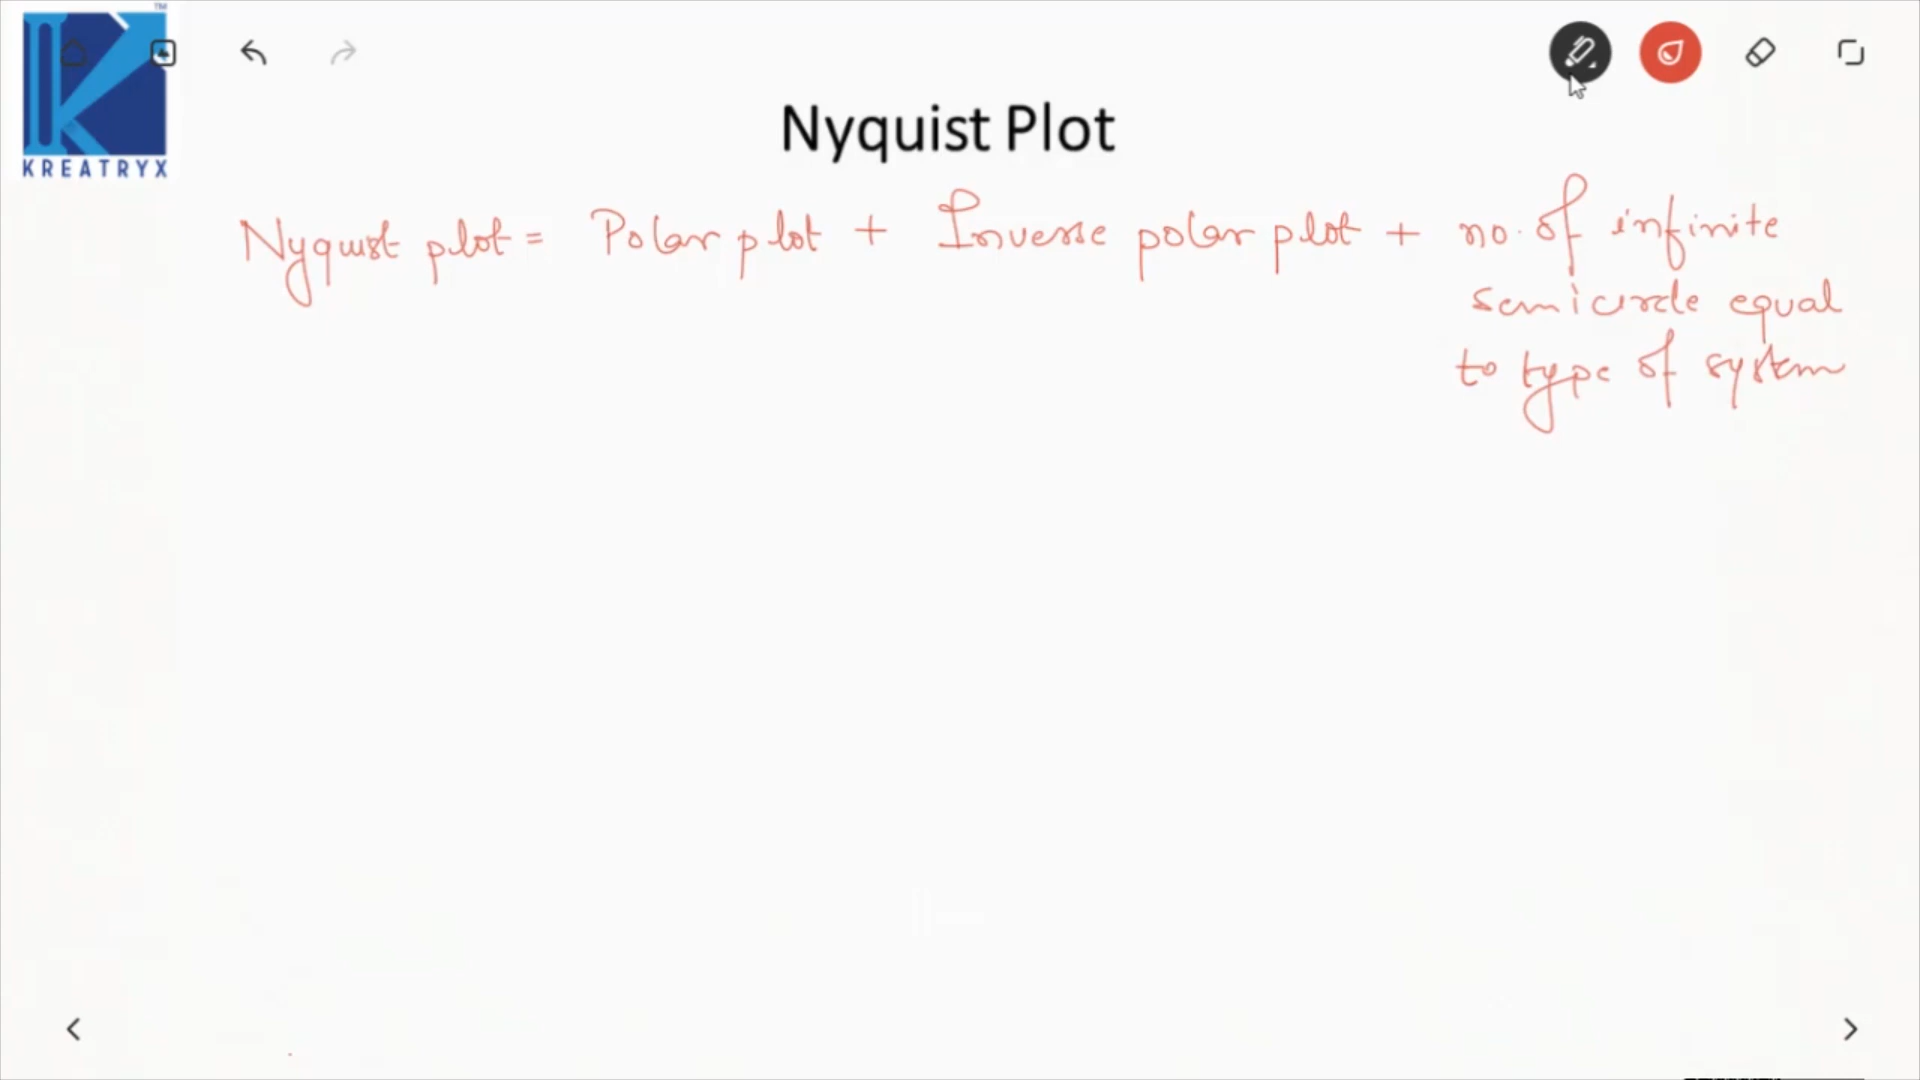 TM
KREATRYX
Nyquist Plot
Nyquist plot = Polar plot + Inverse polar plot + no. of infinite
semicircle equal
to type of system